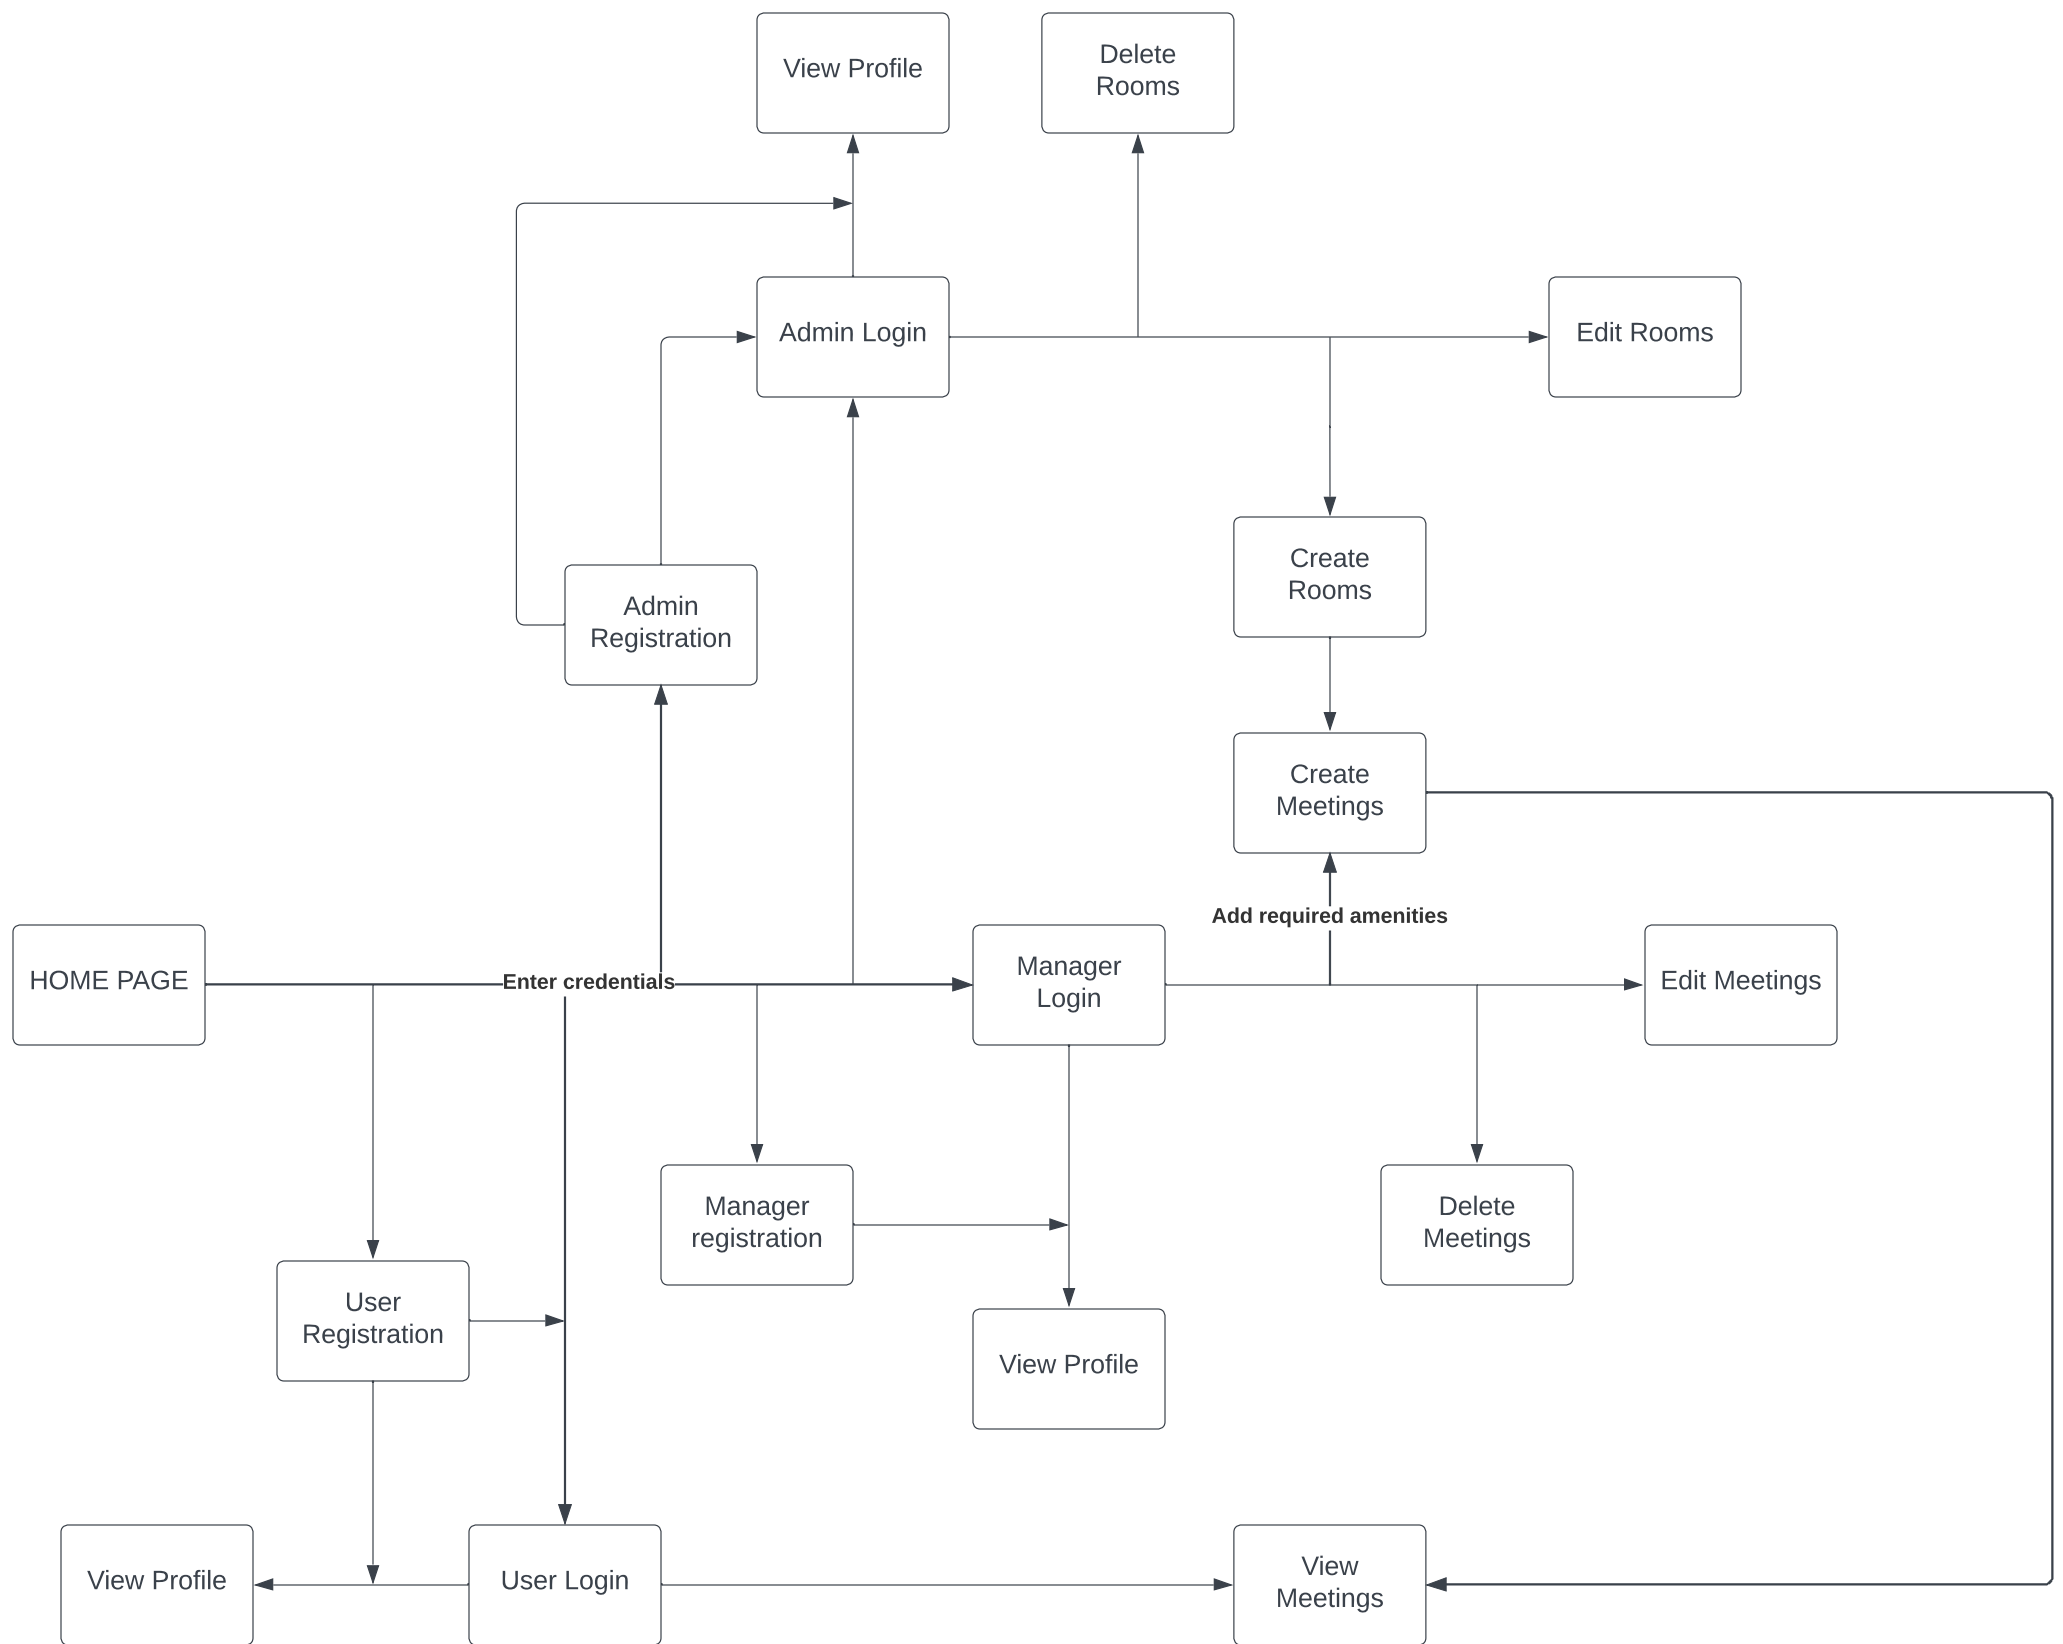 View Profile
Delete
Rooms
Admin Login
Edit Rooms
Create
Rooms
Admin
Registration
Create
Meetings
Add required amenities
HOME PAGE
Enter credentials
Manager
Login
Edit Meetings
Manager
registration
Delete
Meetings
User
Registration
View Profile
View Profile
User Login
View
Meetings